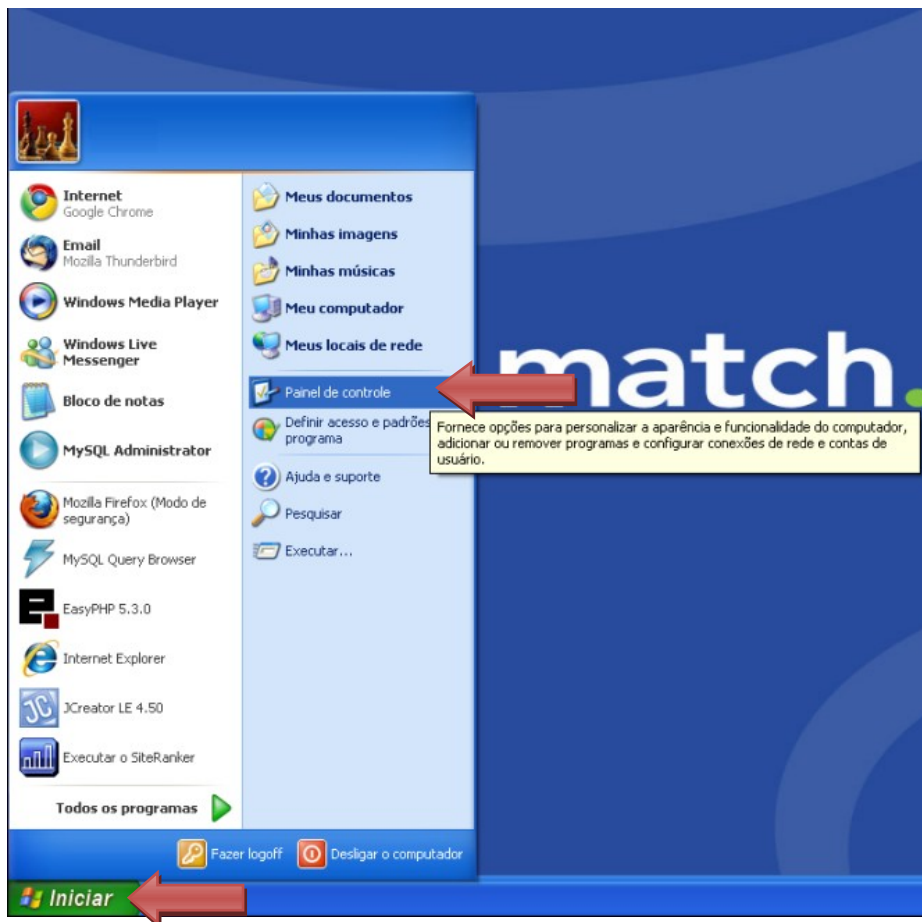 Internet
Google Chrome
Email
Mozilla Thunderbird
Windows Media Player
Windows Live
Messenger
Bloco de notas
MySQL Administrator
Mozilla Firefox (Modo de
segurança)
MySQL Query Browser
EasyPHP 5.3.0
Internet Explorer
JCreator LE 4.50
Executar o SiteRanker
Todos os programas
Meus documentos
Minhas imagens
Minhas músicas
Meu computador
Meus locais de rede
Painel de controle
Definir acesso e padrões
programa
Ajuda e suporte
Pesquisar
Executar...
match.
Fornece opções para personalizar a aparência e funcionalidade do computador,
adicionar ou remover programas e configurar conexões de rede e contas de
usuário.
Fazer logoff
Desligar o computador
Iniciar